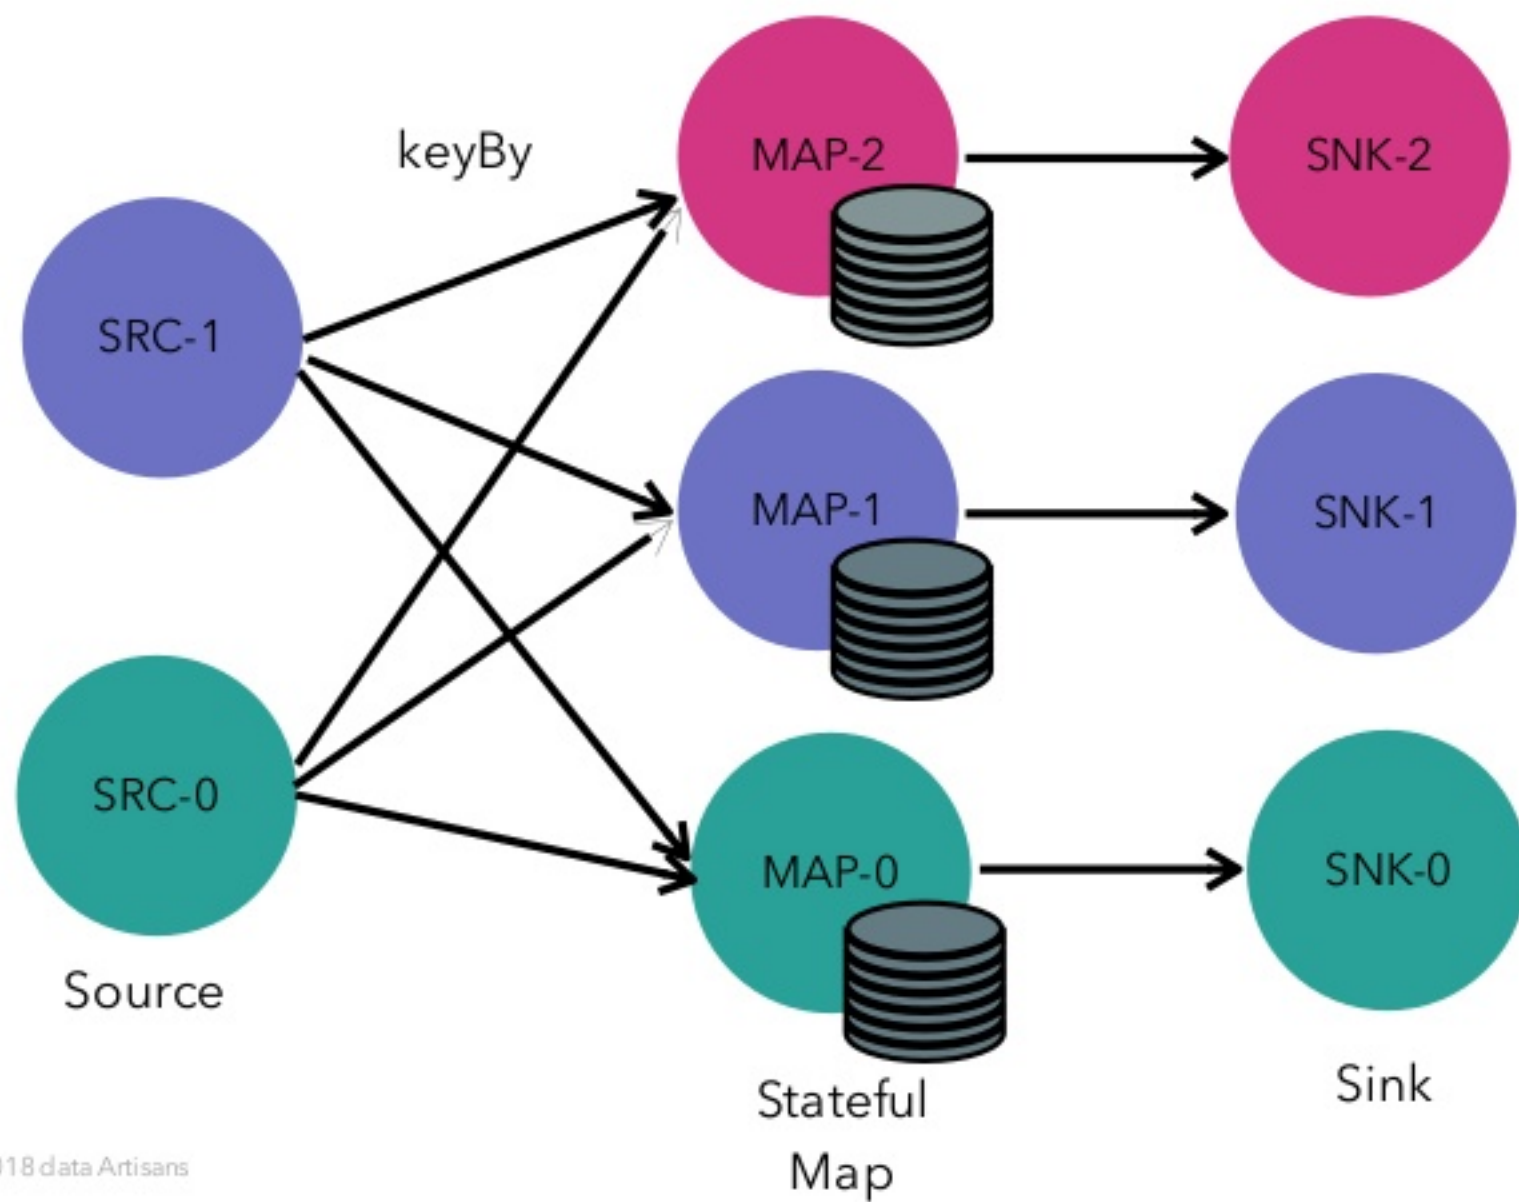 keyBy
MAP-2
SNK-2
SRC-1
MAP-1
SNK-1
SRC-0
MAP-0
SNK-0
Source
Stateful
Map
Sink
18 data Artisans